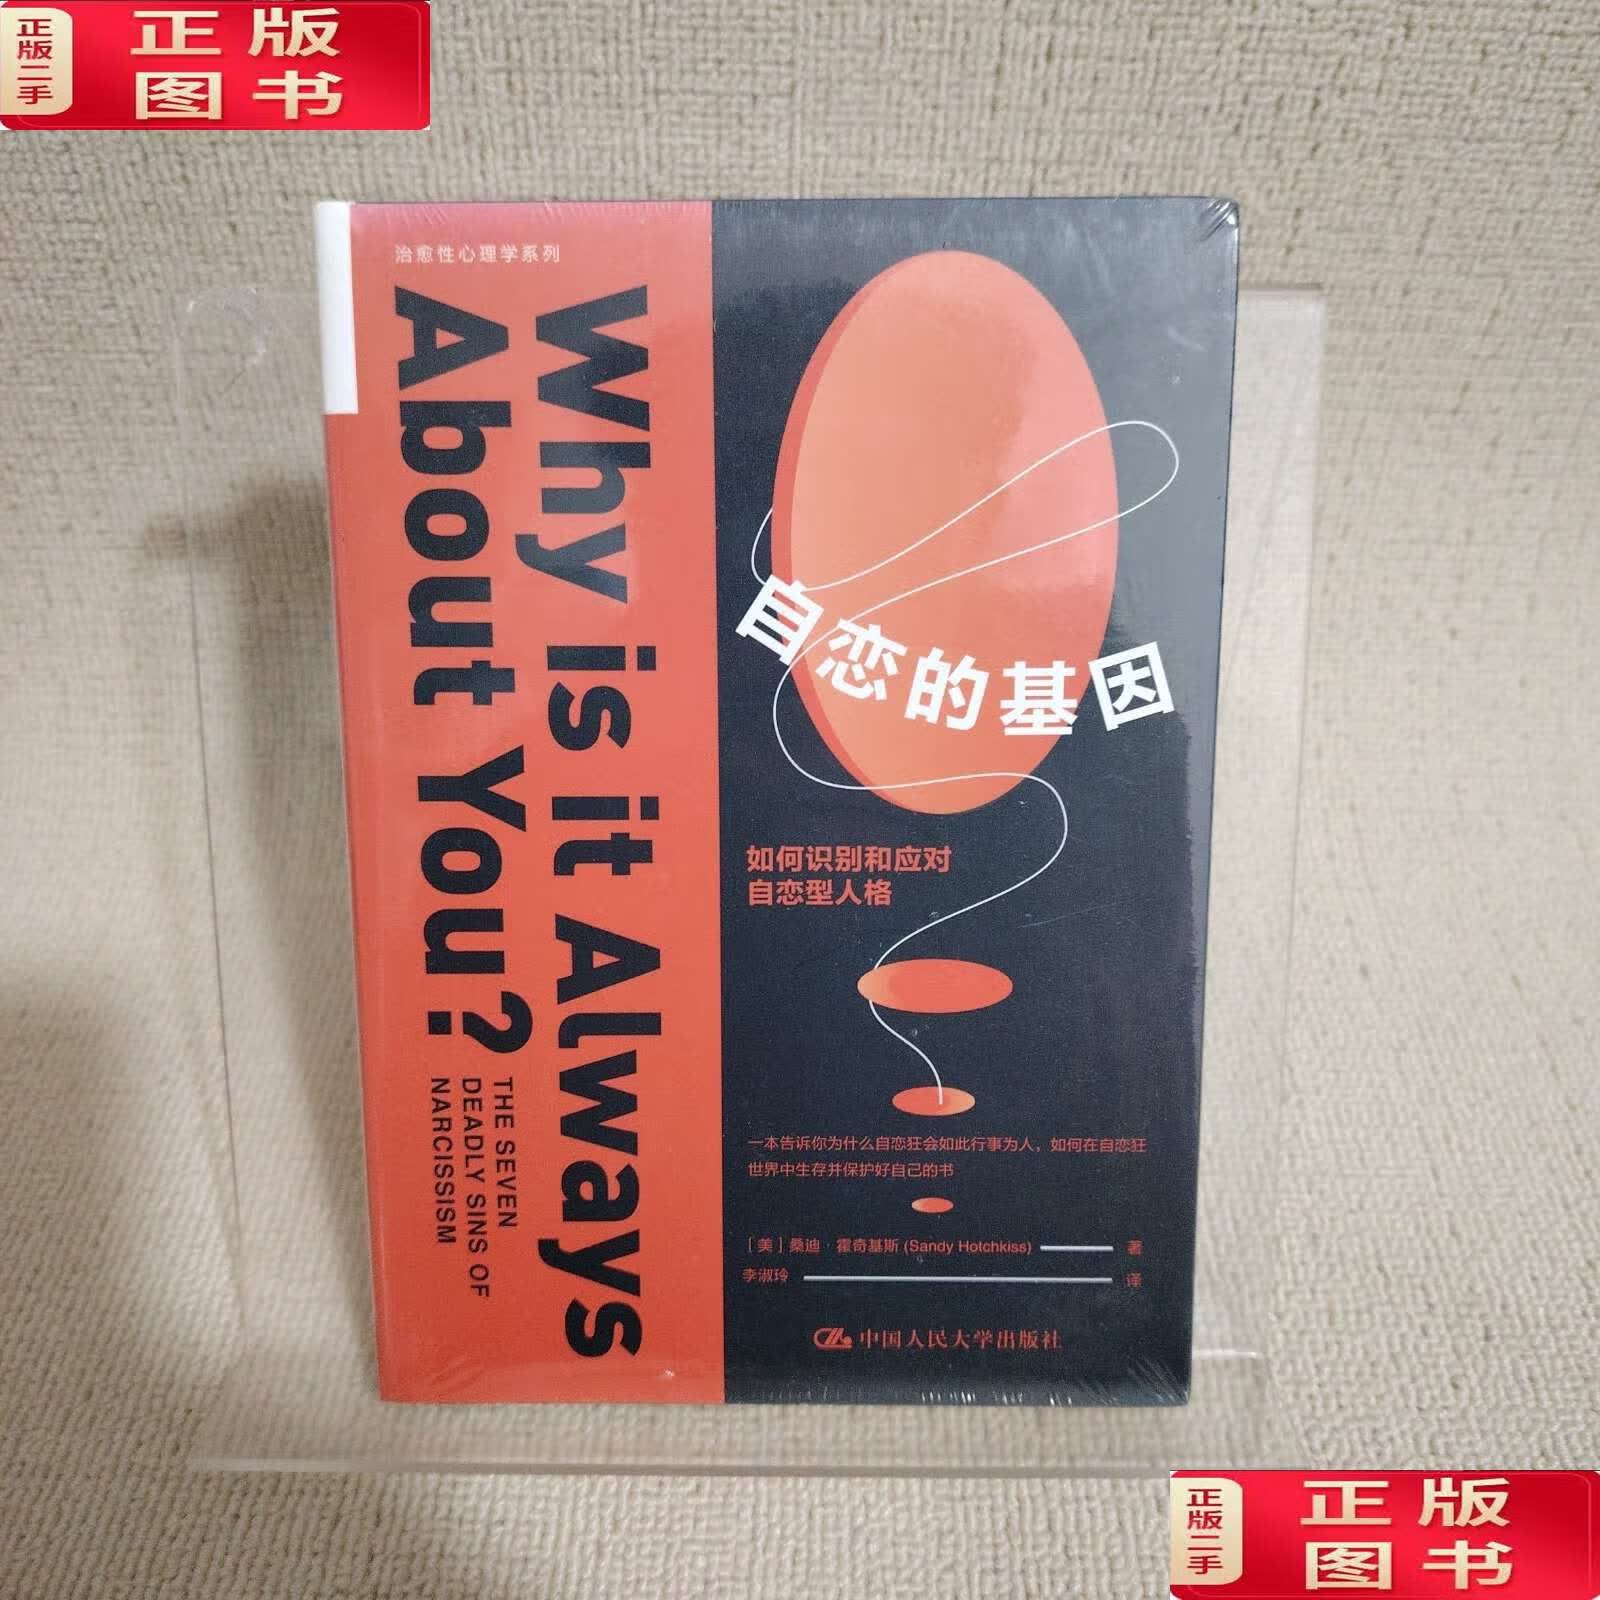 正版二手
正版
图书
治愈性心理学系列
Why is it Always
About You?
THE SEVEN
DEADLY SINS OF
NARCISSISM
自恋的基因
如何识别和应对
自恋型人格
一本告诉你为什么自恋狂会如此行事为人，如何在自恋狂
世界中生存并保护好自己的书
［美］桑迪·霍奇基斯 (Sandy Hotchkiss) 著
李淑玲 译
中国人民大学出版社
正版二手
正版
图书